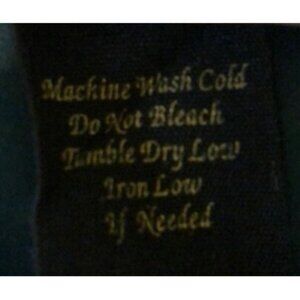 Machine Wash Cold
Do Not Bleach
Tumble Dry Low
Iron Low
If Needed